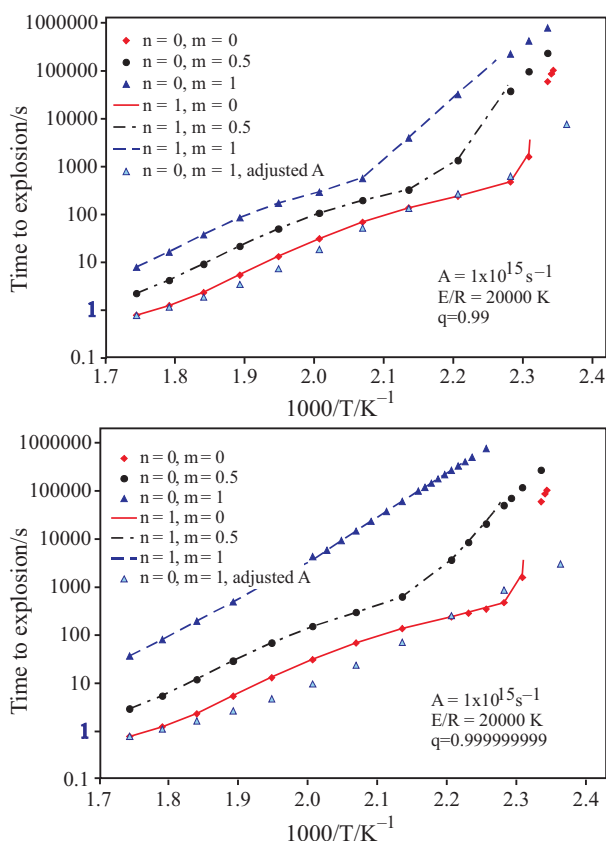 1000000
100000
10000
1000
100
10
1
0.1
Time to explosion/s
n = 0, m = 0
n = 0, m = 0.5
n = 0, m = 1
n = 1, m = 0
n = 1, m = 0.5
n = 1, m = 1
n = 0, m = 1, adjusted A
A = 1x10¹⁵s⁻¹
E/R = 20000 K
q=0.99
1.7 1.8 1.9 2.0 2.1 2.2 2.3 2.4
1000/T/K⁻¹
1000000
100000
10000
1000
100
10
1
0.1
Time to explosion/s
n = 0, m = 0
n = 0, m = 0.5
n = 0, m = 1
n = 1, m = 0
n = 1, m = 0.5
n = 1, m = 1
n = 0, m = 1, adjusted A
A = 1x10¹⁵s⁻¹
E/R = 20000 K
q=0.999999999
1.7 1.8 1.9 2.0 2.1 2.2 2.3 2.4
1000/T/K⁻¹